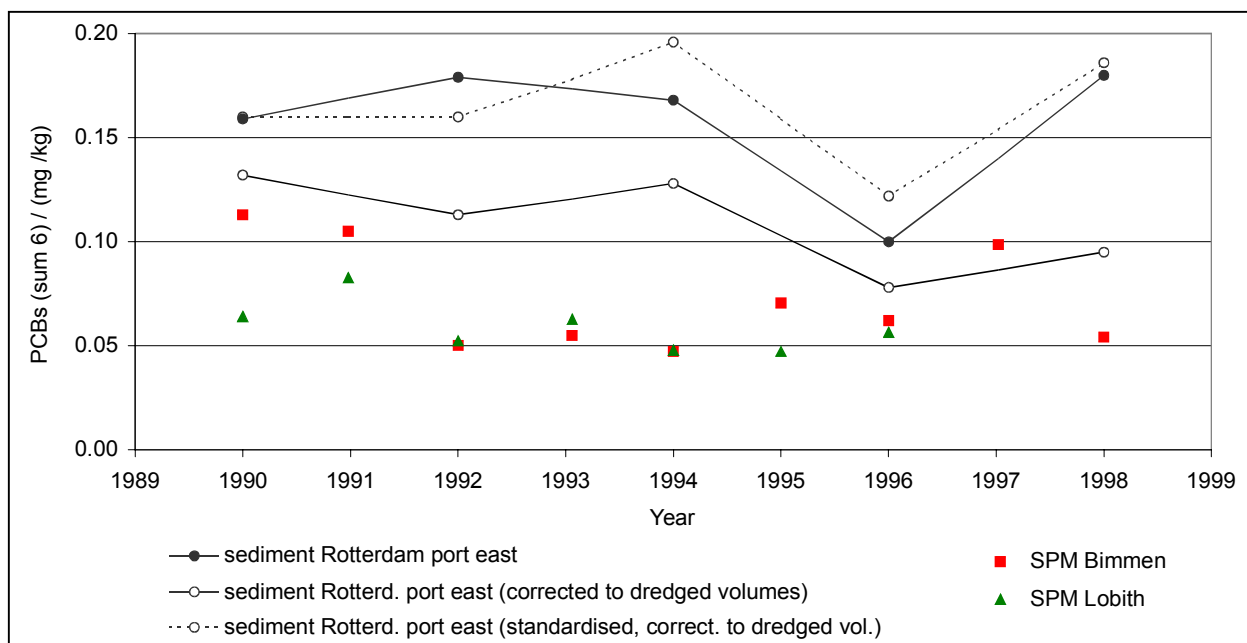 PCBs (sum 6) / (mg /kg)
0.20
0.15
0.10
0.05
0.00
1989 1990 1991 1992 1993 1994 1995 1996 1997 1998 1999
Year
sediment Rotterdam port east
sediment Rotterd. port east (corrected to dredged volumes)
sediment Rotterd. port east (standardised, correct. to dredged vol.)
SPM Bimmen
SPM Lobith